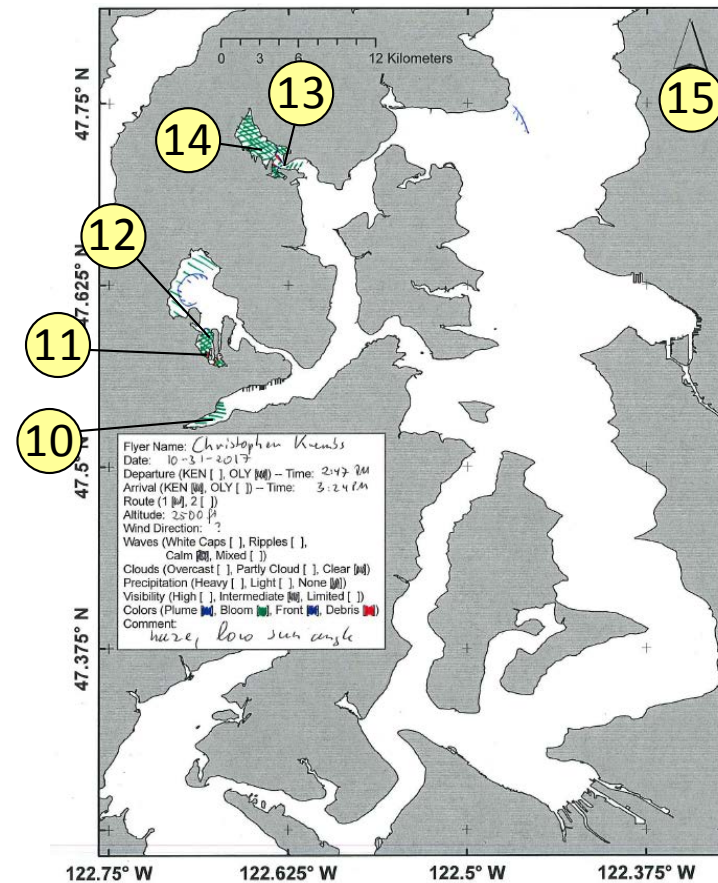 0 3 6 12 Kilometers
13
15
14
12
11
10
47.75° N
47.625° N
47.5° N
47.375° N
Flyer Name: Christopher Krembs
Date: 10-31-2017
Departure (KEN [ ], OLY [ ]) -- Time: 2:47 PM
Arrival (KEN [ ], OLY [ ]) -- Time: 3:24 PM
Route (1 [ ], 2 [ ])
Altitude: 2500 ft
Wind Direction: ?
Waves (White Caps [ ], Ripples [ ],
Calm [ ], Mixed [ ])
Clouds (Overcast [ ], Partly Cloud [ ], Clear [ ])
Precipitation (Heavy [ ], Light [ ], None [ ])
Visibility (High [ ], Intermediate [ ], Limited [ ])
Colors (Plume [ ], Bloom [ ], Front [ ], Debris [ ])
Comment:
haze, low sun angle
122.75° W 122.625° W 122.5° W 122.375° W